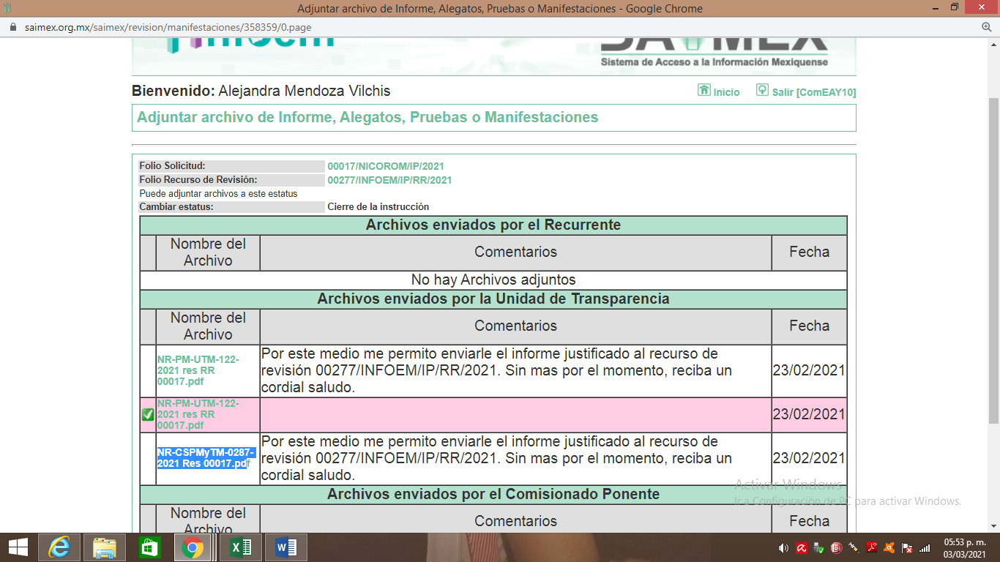 Adjuntar archivo de Informe, Alegatos, Pruebas o Manifestaciones - Google Chrome
saimex.org.mx/saimex/revision/manifestaciones/358359/0.page
Sistema de Acceso a la Información Mexiquense
Bienvenido: Alejandra Mendoza Vilchis
Inicio
Salir [ComEAY10]
Adjuntar archivo de Informe, Alegatos, Pruebas o Manifestaciones
Folio Solicitud: 00017/NICOROM/IP/2021
Folio Recurso de Revisión: 00277/INFOEM/IP/RR/2021
Puede adjuntar archivos a este estatus
Cambiar estatus: Cierre de la instrucción
Archivos enviados por el Recurrente
Nombre del
Archivo
Comentarios
Fecha
No hay Archivos adjuntos
Archivos enviados por la Unidad de Transparencia
Nombre del
Archivo
Comentarios
Fecha
NR-PM-UTM-122-
2021 res RR
00017.pdf
Por este medio me permito enviarle el informe justificado al recurso de
revisión 00277/INFOEM/IP/RR/2021. Sin mas por el momento, reciba un
cordial saludo.
23/02/2021
NR-PM-UTM-122-
2021 res RR
00017.pdf
23/02/2021
NR-CSPMyTM-0287-
2021 Res 00017.pdf
Por este medio me permito enviarle el informe justificado al recurso de
revisión 00277/INFOEM/IP/RR/2021. Sin mas por el momento, reciba un
cordial saludo.
23/02/2021
Archivos enviados por el Comisionado Ponente
Nombre del
Archivo
Comentarios
Fecha
Activar Windows
Ir a Configuración de PC para activar Windows.
05:53 p. m.
03/03/2021